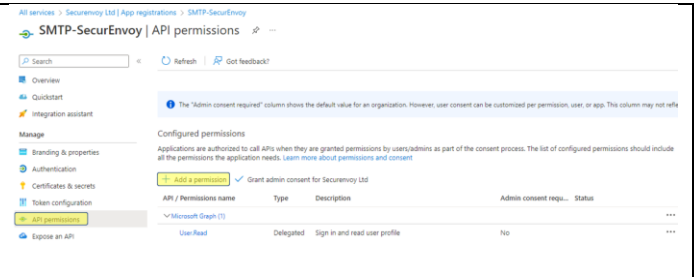 All services > Securenvoy Ltd | App registrations > SMTP-SecurEnvoy
SMTP-SecurEnvoy | API permissions
Search
Refresh
Got feedback?
Overview
Quickstart
Integration assistant
The "Admin consent required" column shows the default value for an organization. However, user consent can be customized per permission, user, or app. This column may not refle
Manage
Configured permissions
Branding & properties
Applications are authorized to call APIs when they are granted permissions by users/admins as part of the consent process. The list of configured permissions should include
all the permissions the application needs. Learn more about permissions and consent
Authentication
Certificates & secrets
Add a permission
Grant admin consent for Securenvoy Ltd
Token configuration
API / Permissions name Type Description Admin consent requ... Status
API permissions
Microsoft Graph (1)
Expose an API
User.Read Delegated Sign in and read user profile No